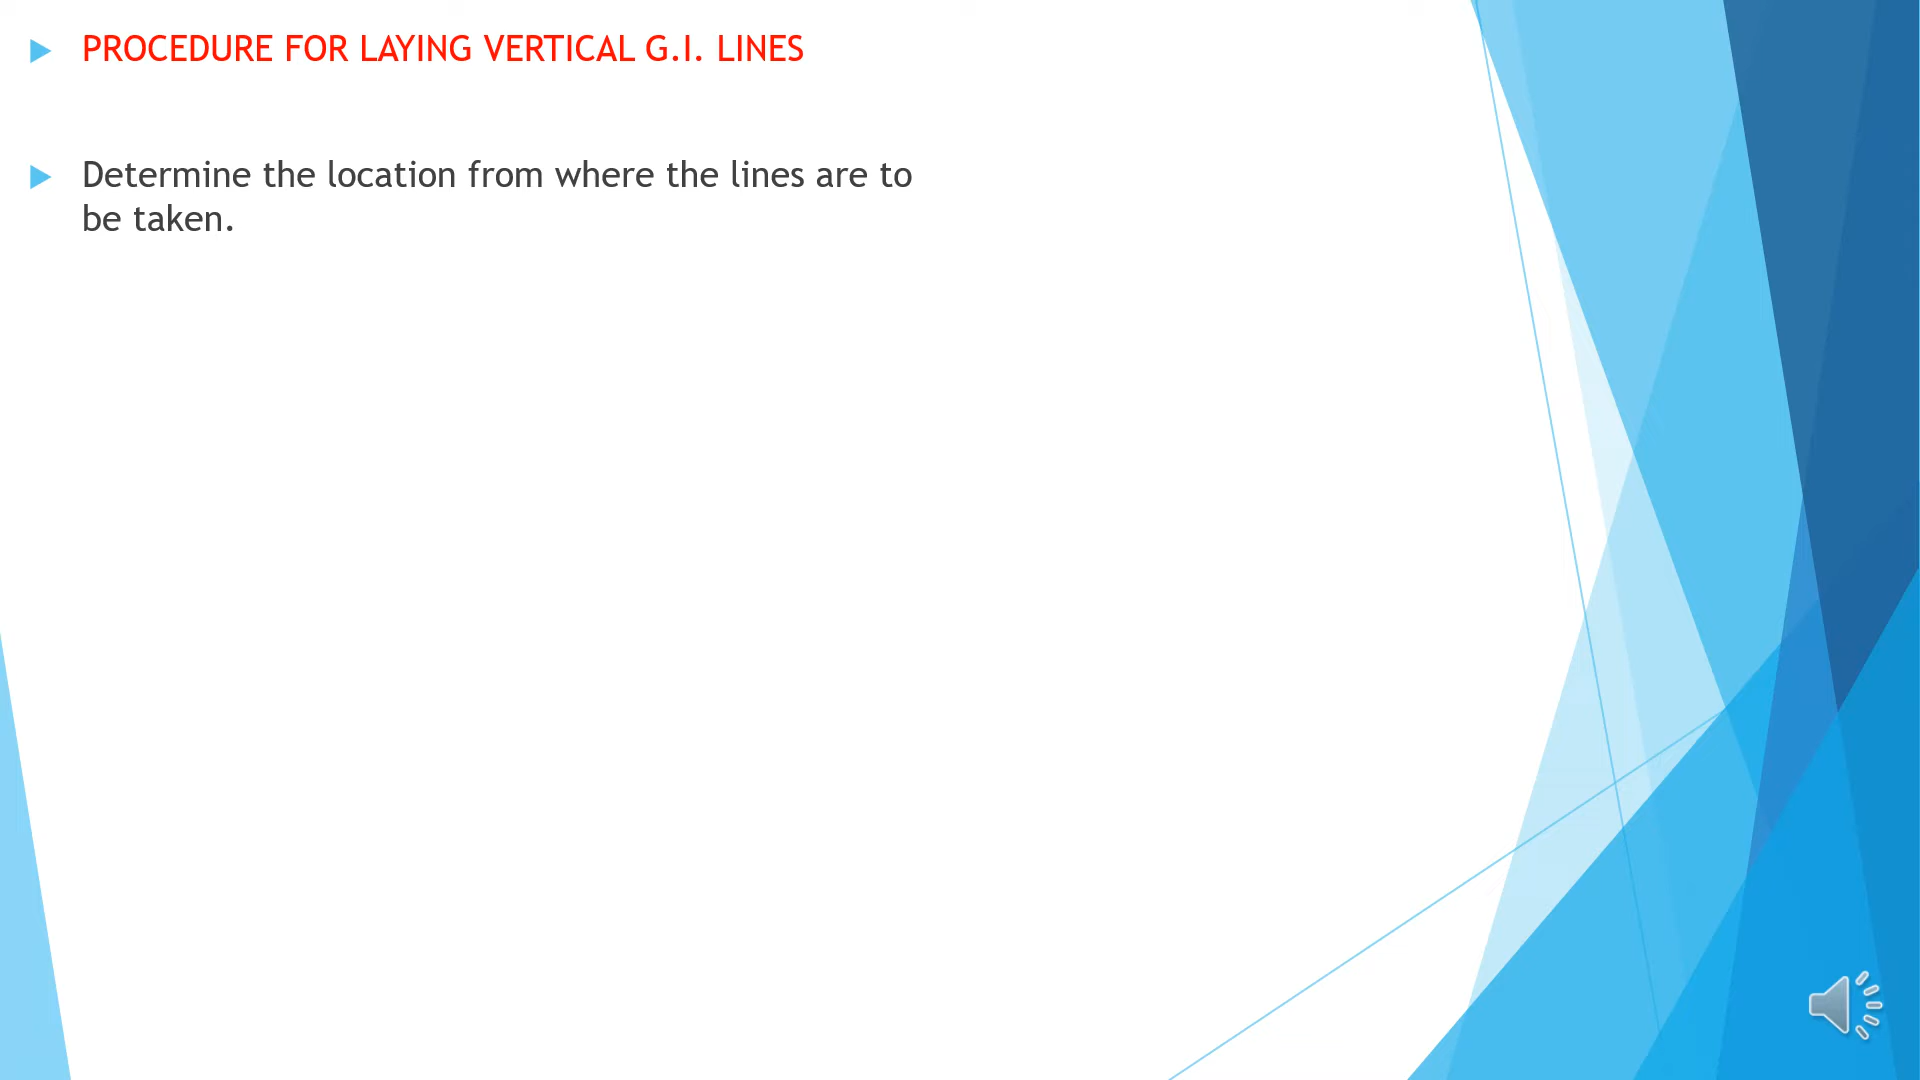 PROCEDURE FOR LAYING VERTICAL G.I. LINES
Determine the location from where the lines are to
be taken.